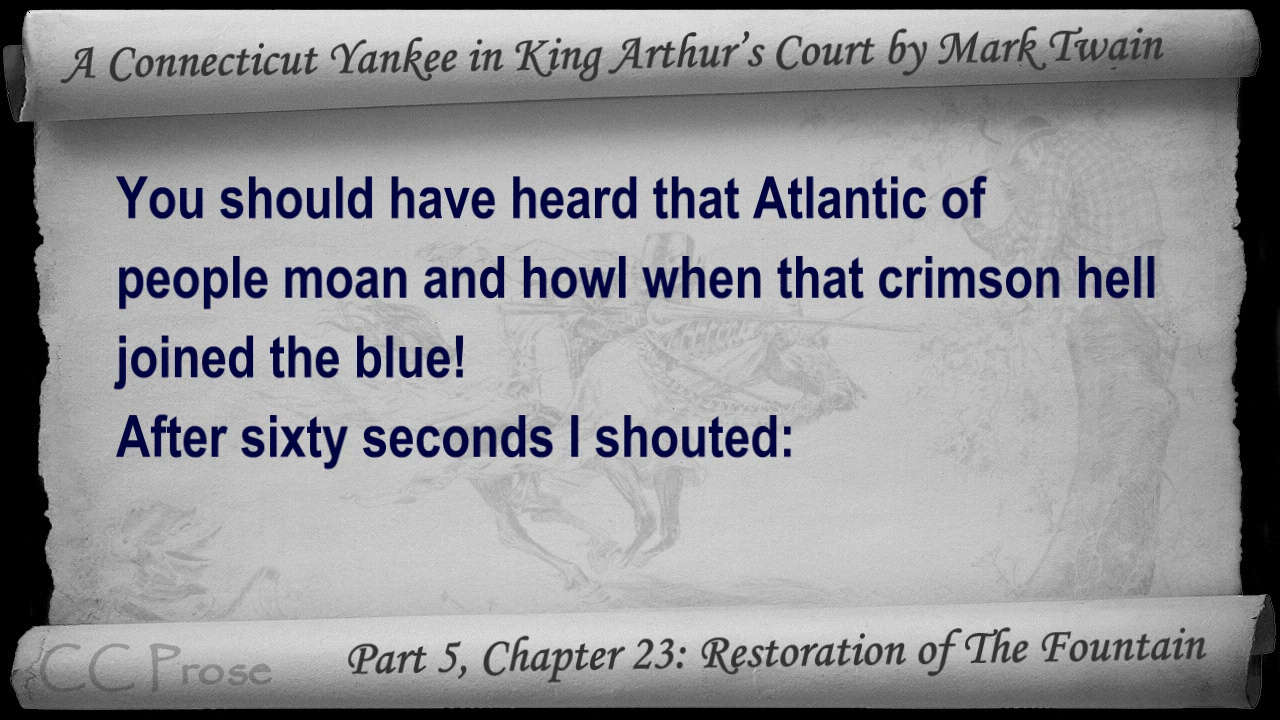 A Connecticut Yankee in King Arthur's Court by Mark Twain
You should have heard that Atlantic of
people moan and howl when that crimson hell
joined the blue!
After sixty seconds I shouted:
CC Prose
Part 5, Chapter 23: Restoration of The Fountain